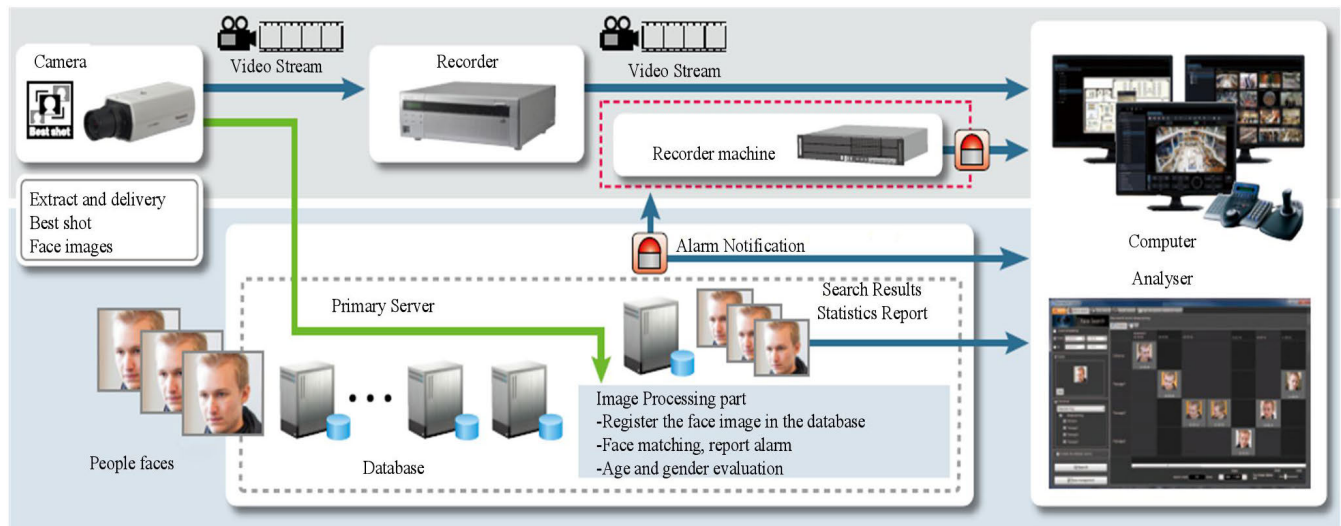 Camera
Best shot
Video Stream
Recorder
Video Stream
Recorder machine
Extract and delivery
Best shot
Face images
Alarm Notification
Computer
Analyser
Primary Server
Search Results
Statistics Report
Image Processing part
-Register the face image in the database
-Face matching, report alarm
-Age and gender evaluation
People faces
Database